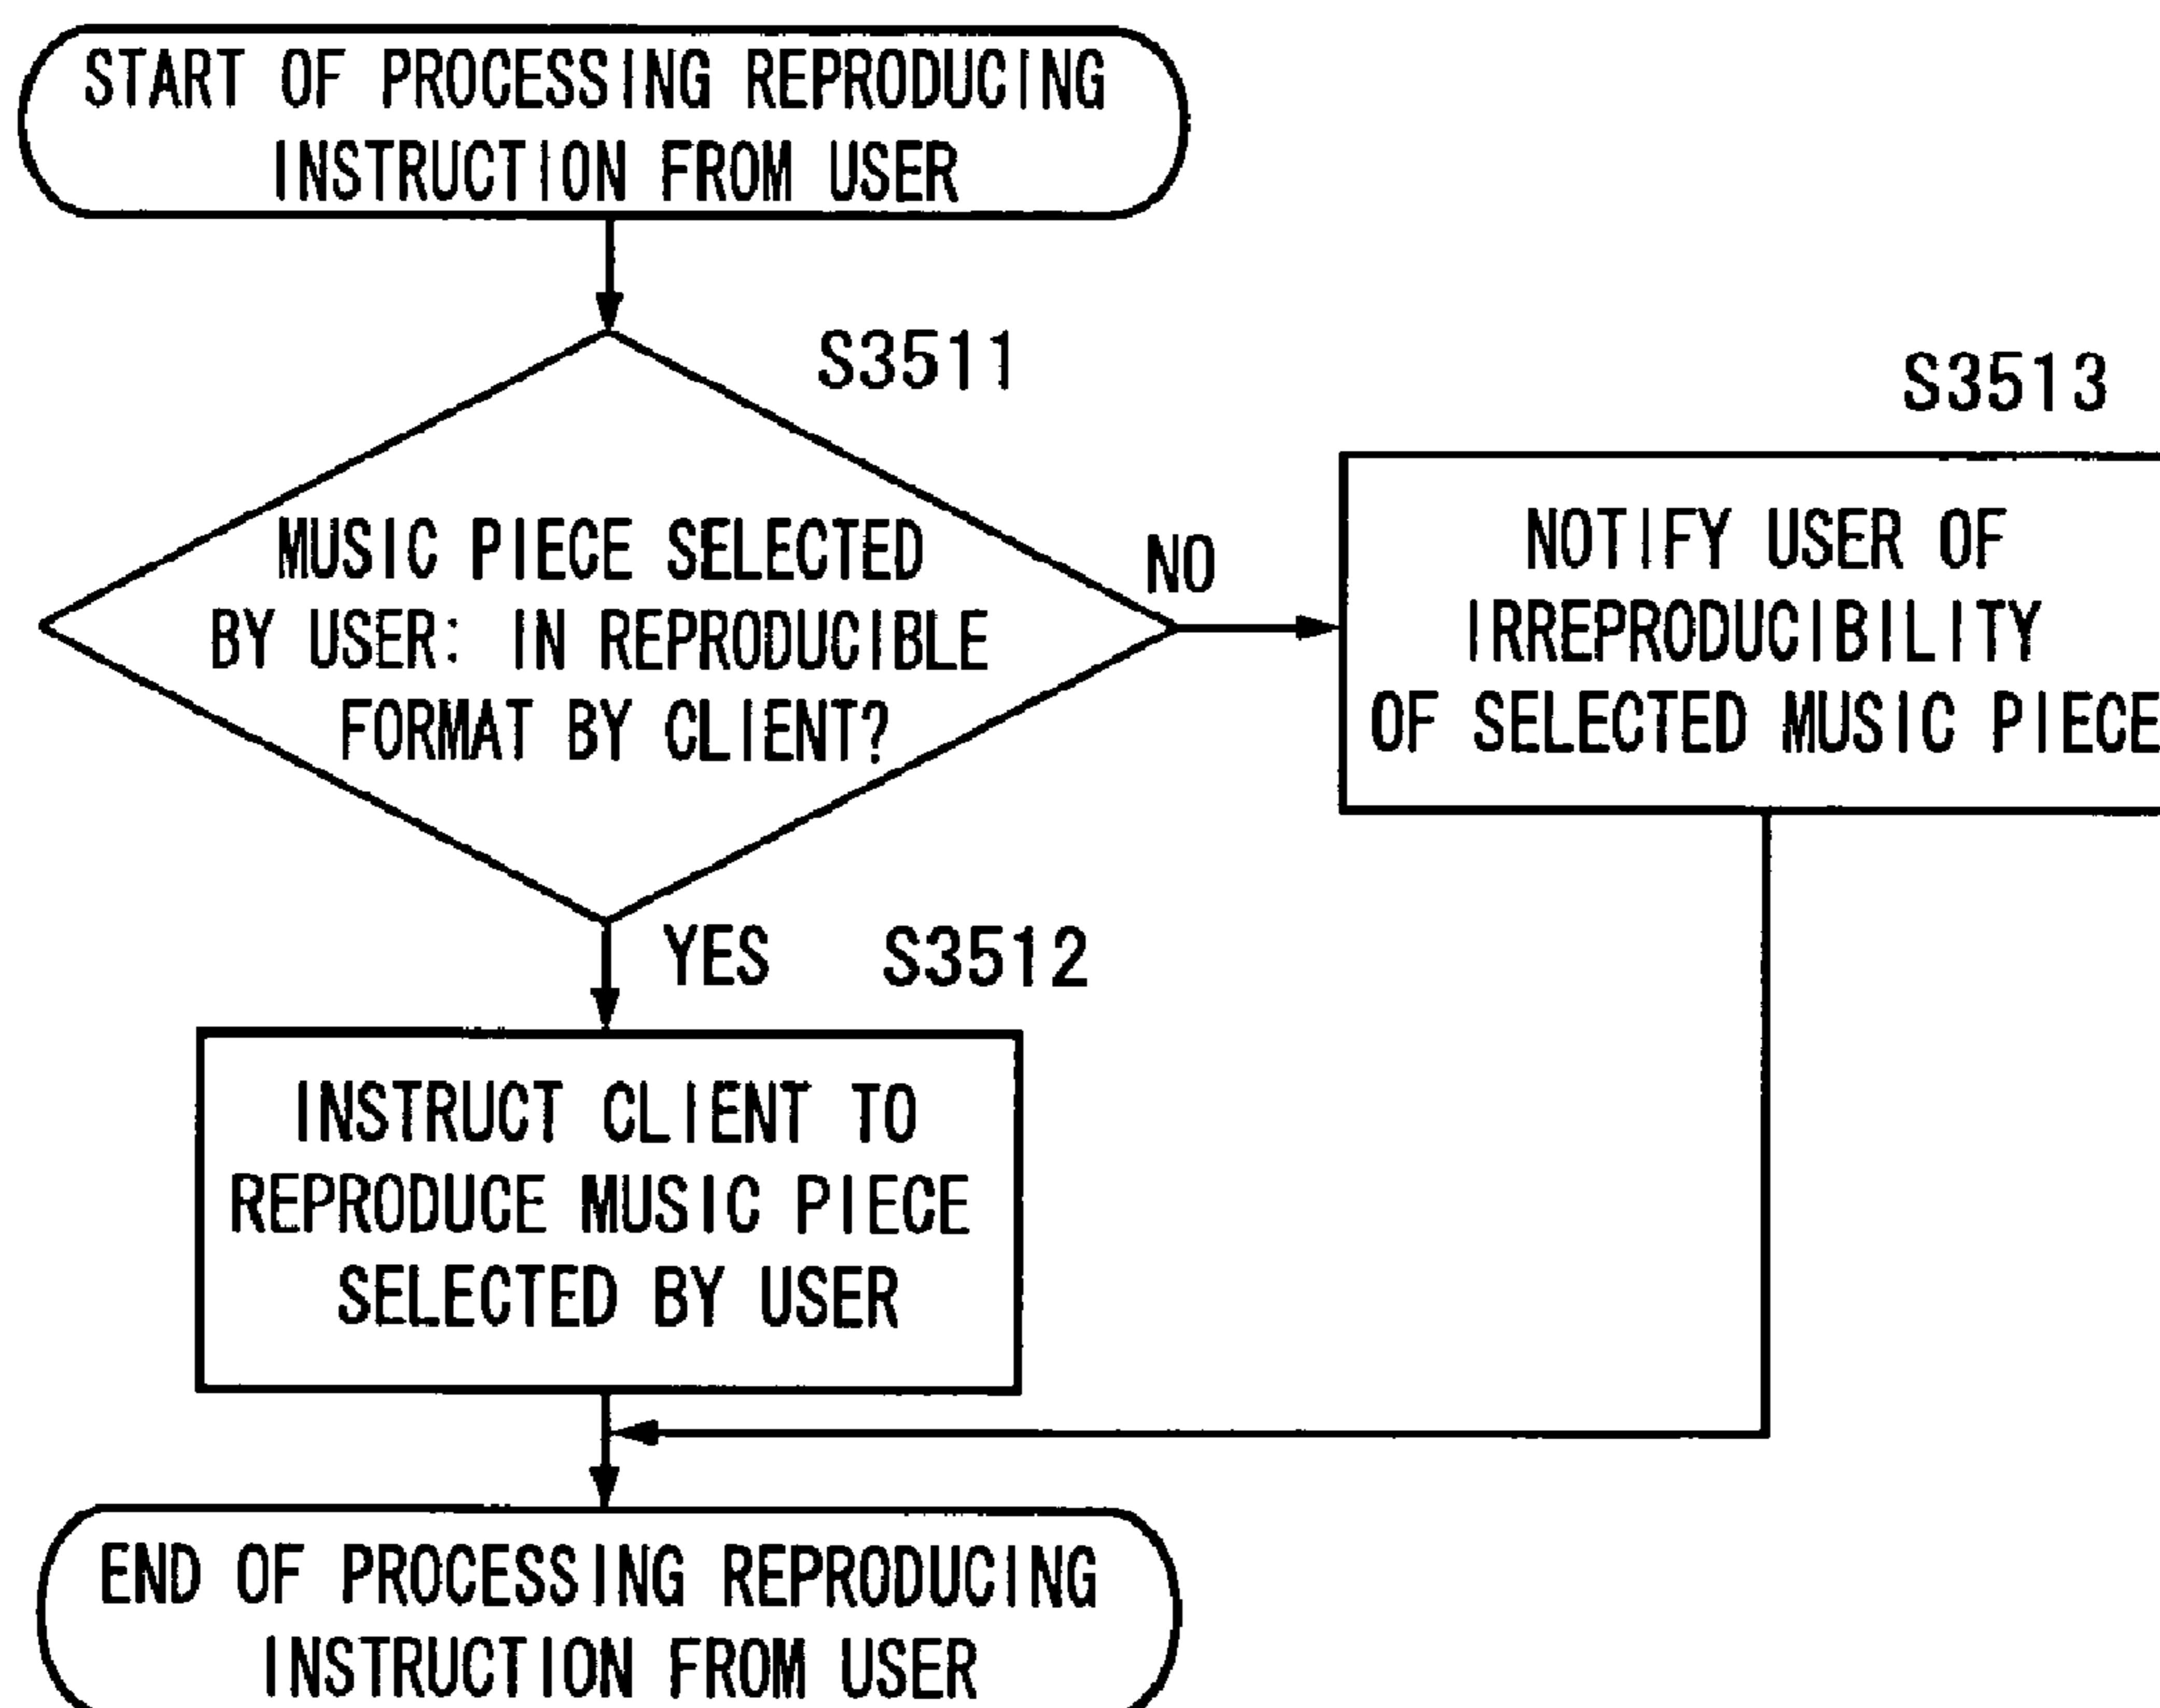 START OF PROCESSING REPRODUCING
INSTRUCTION FROM USER
S3511
S3513
MUSIC PIECE SELECTED
BY USER: IN REPRODUCIBLE
FORMAT BY CLIENT?
NO
NOTIFY USER OF
IRREPRODUCIBILITY
OF SELECTED MUSIC PIECE
YES
S3512
INSTRUCT CLIENT TO
REPRODUCE MUSIC PIECE
SELECTED BY USER
END OF PROCESSING REPRODUCING
INSTRUCTION FROM USER